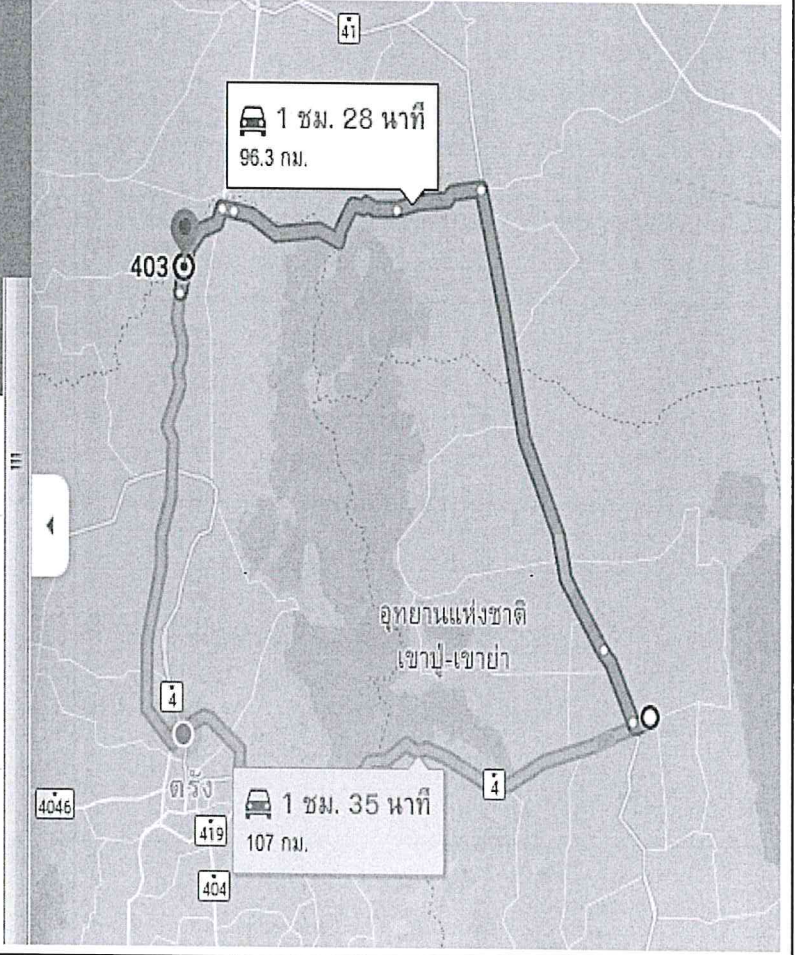 41
1 ชม. 28 นาที
96.3 กม.
403
อุทยานแห่งชาติ
เขาปู่-เขาย่า
4
ตรัง
4
1 ชม. 35 นาที
107 กม.
4046
419
404